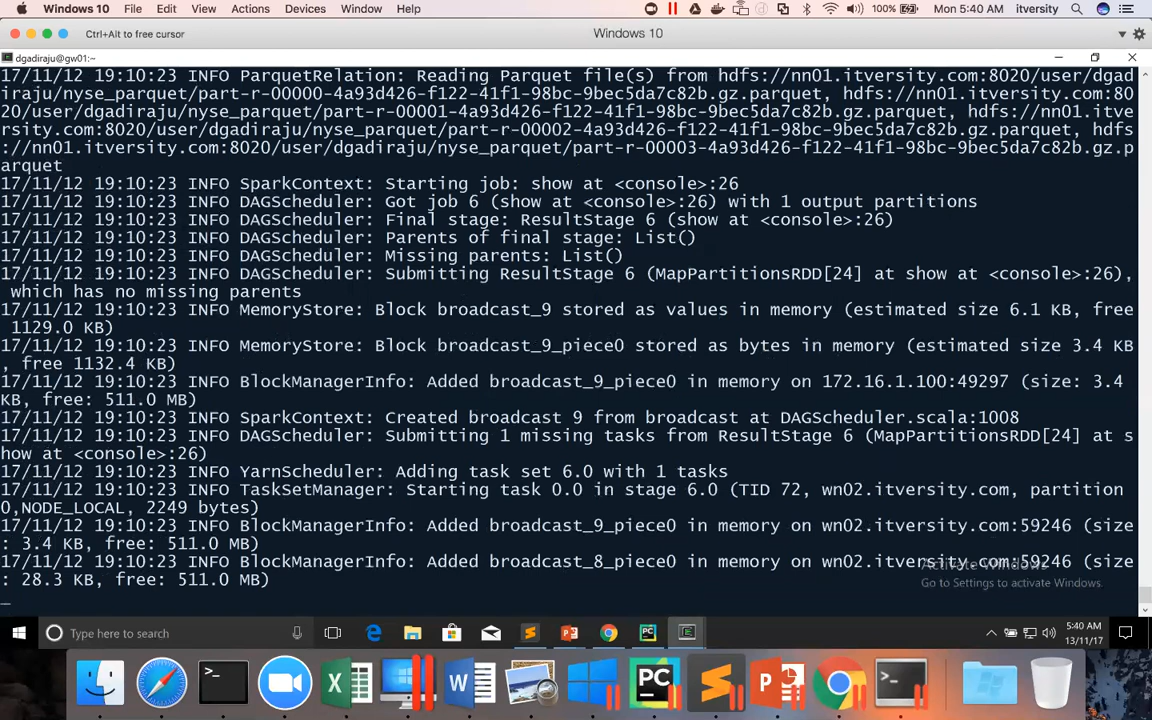 Windows 10 File Edit View Actions Devices Window Help 100% Mon 5:40 AM itversity
Ctrl+Alt to free cursor Windows 10
dgadiraju@gw01:~
17/11/12 19:10:23 INFO ParquetRelation: Reading Parquet file(s) from hdfs://nn01.itversity.com:8020/user/dgad
iraju/nyse_parquet/part-r-00000-4a93d426-f122-41f1-98bc-9bec5da7c82b.gz.parquet, hdfs://nn01.itversity.com:80
20/user/dgadiraju/nyse_parquet/part-r-00001-4a93d426-f122-41f1-98bc-9bec5da7c82b.gz.parquet, hdfs://nn01.itve
rsity.com:8020/user/dgadiraju/nyse_parquet/part-r-00002-4a93d426-f122-41f1-98bc-9bec5da7c82b.gz.parquet, hdfs
://nn01.itversity.com:8020/user/dgadiraju/nyse_parquet/part-r-00003-4a93d426-f122-41f1-98bc-9bec5da7c82b.gz.p
arquet
17/11/12 19:10:23 INFO SparkContext: Starting job: show at <console>:26
17/11/12 19:10:23 INFO DAGScheduler: Got job 6 (show at <console>:26) with 1 output partitions
17/11/12 19:10:23 INFO DAGScheduler: Final stage: ResultStage 6 (show at <console>:26)
17/11/12 19:10:23 INFO DAGScheduler: Parents of final stage: List()
17/11/12 19:10:23 INFO DAGScheduler: Missing parents: List()
17/11/12 19:10:23 INFO DAGScheduler: Submitting ResultStage 6 (MapPartitionsRDD[24] at show at <console>:26),
which has no missing parents
17/11/12 19:10:23 INFO MemoryStore: Block broadcast_9 stored as values in memory (estimated size 6.1 KB, free
1129.0 KB)
17/11/12 19:10:23 INFO MemoryStore: Block broadcast_9_piece0 stored as bytes in memory (estimated size 3.4 KB
, free 1132.4 KB)
17/11/12 19:10:23 INFO BlockManagerInfo: Added broadcast_9_piece0 in memory on 172.16.1.100:49297 (size: 3.4
KB, free: 511.0 MB)
17/11/12 19:10:23 INFO SparkContext: Created broadcast 9 from broadcast at DAGScheduler.scala:1008
17/11/12 19:10:23 INFO DAGScheduler: Submitting 1 missing tasks from ResultStage 6 (MapPartitionsRDD[24] at s
how at <console>:26)
17/11/12 19:10:23 INFO YarnScheduler: Adding task set 6.0 with 1 tasks
17/11/12 19:10:23 INFO TaskSetManager: Starting task 0.0 in stage 6.0 (TID 72, wn02.itversity.com, partition
0,NODE_LOCAL, 2249 bytes)
17/11/12 19:10:23 INFO BlockManagerInfo: Added broadcast_9_piece0 in memory on wn02.itversity.com:59246 (size
: 3.4 KB, free: 511.0 MB)
17/11/12 19:10:23 INFO BlockManagerInfo: Added broadcast_8_piece0 in memory on wn02.itversity.com:59246 (size
: 28.3 KB, free: 511.0 MB)
Activate Windows
Go to Settings to activate Windows.
Type here to search
5:40 AM
13/11/17